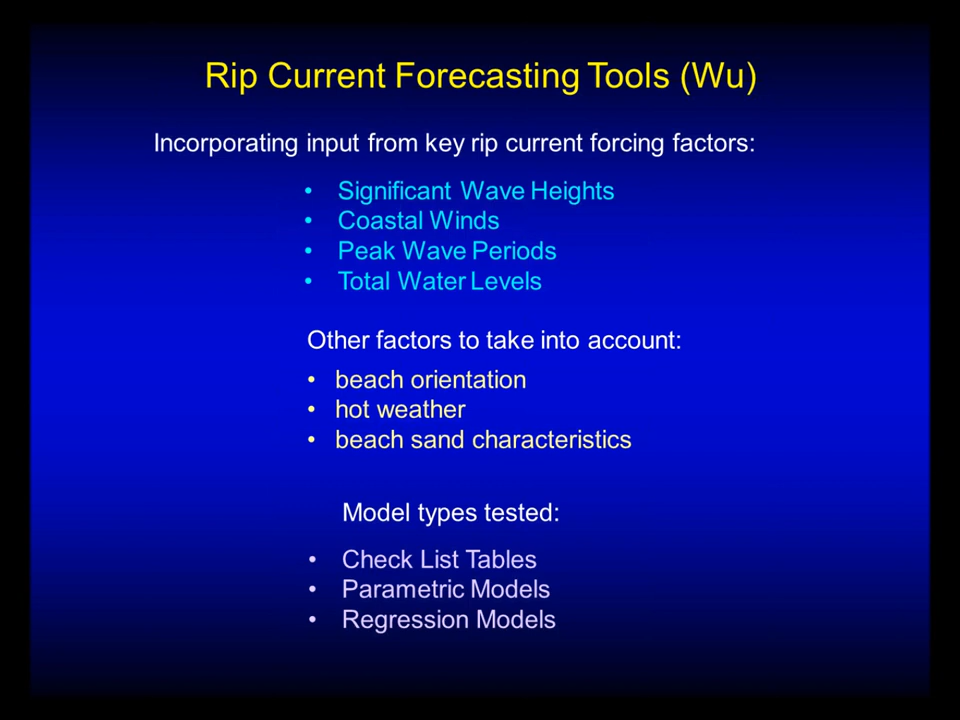 Rip Current Forecasting Tools (Wu)
Incorporating input from key rip current forcing factors:
• Significant Wave Heights
• Coastal Winds
• Peak Wave Periods
• Total Water Levels
Other factors to take into account:
• beach orientation
• hot weather
• beach sand characteristics
Model types tested:
• Check List Tables
• Parametric Models
• Regression Models